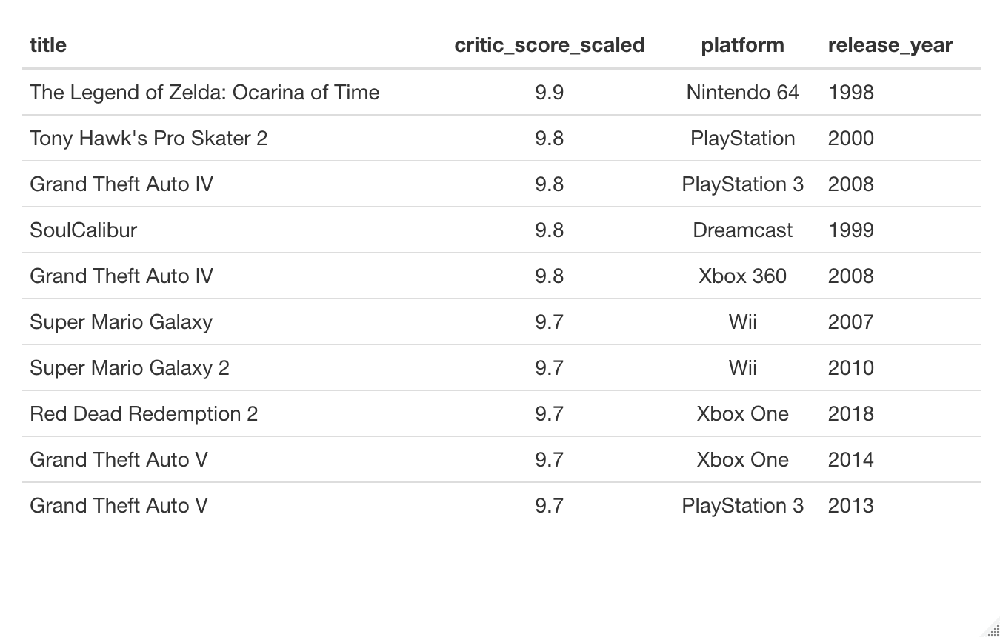 title critic_score_scaled platform release_year
The Legend of Zelda: Ocarina of Time 9.9 Nintendo 64 1998
Tony Hawk's Pro Skater 2 9.8 PlayStation 2000
Grand Theft Auto IV 9.8 PlayStation 3 2008
SoulCalibur 9.8 Dreamcast 1999
Grand Theft Auto IV 9.8 Xbox 360 2008
Super Mario Galaxy 9.7 Wii 2007
Super Mario Galaxy 2 9.7 Wii 2010
Red Dead Redemption 2 9.7 Xbox One 2018
Grand Theft Auto V 9.7 Xbox One 2014
Grand Theft Auto V 9.7 PlayStation 3 2013